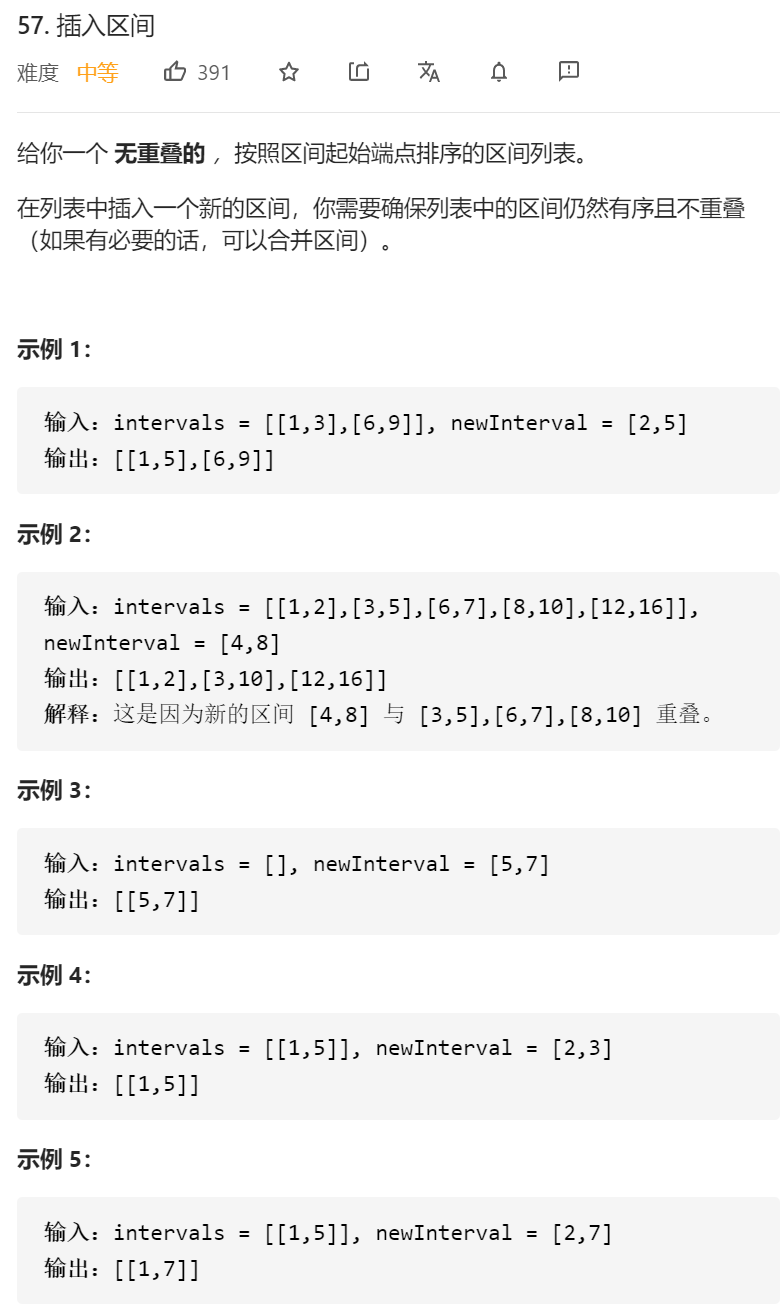 57. 插入区间
难度 中等 391
给你一个 无重叠的 ，按照区间起始端点排序的区间列表。
在列表中插入一个新的区间，你需要确保列表中的区间仍然有序且不重叠
（如果有必要的话，可以合并区间）。
示例 1：
输入：intervals = [[1,3],[6,9]], newInterval = [2,5]
输出：[[1,5],[6,9]]
示例 2：
输入：intervals = [[1,2],[3,5],[6,7],[8,10],[12,16]],
newInterval = [4,8]
输出：[[1,2],[3,10],[12,16]]
解释：这是因为新的区间 [4,8] 与 [3,5],[6,7],[8,10] 重叠。
示例 3：
输入：intervals = [], newInterval = [5,7]
输出：[[5,7]]
示例 4：
输入：intervals = [[1,5]], newInterval = [2,3]
输出：[[1,5]]
示例 5：
输入：intervals = [[1,5]], newInterval = [2,7]
输出：[[1,7]]